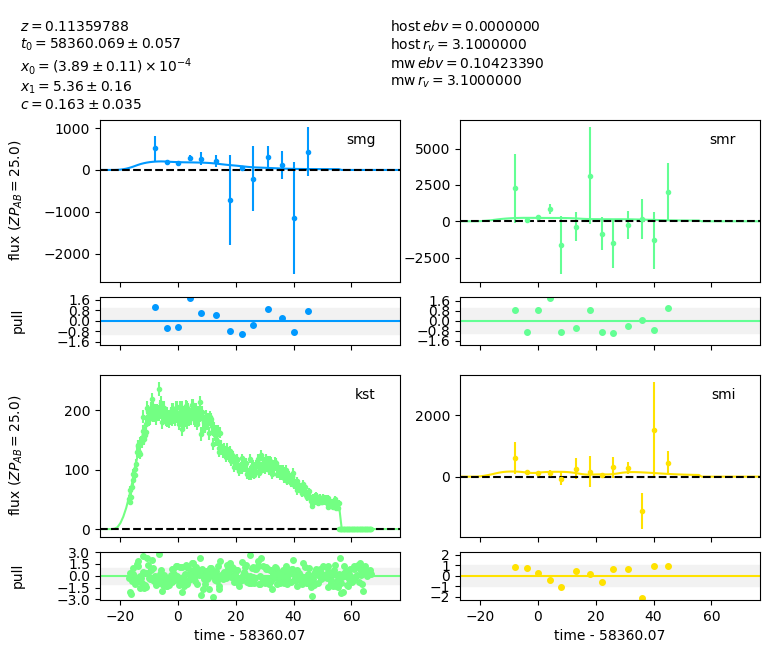 z = 0.11359788
t₀ = 58360.069 ± 0.057
x₀ = (3.89 ± 0.11) × 10⁻⁴
x₁ = 5.36 ± 0.16
c = 0.163 ± 0.035
host ebv = 0.0000000
host r_v = 3.1000000
mw ebv = 0.10423390
mw r_v = 3.1000000
flux (ZP_AB = 25.0)
1000
0
−1000
−2000
smg
5000
2500
0
−2500
smr
pull
1.6
0.8
0.0
−0.8
−1.6
1.6
0.8
0.0
−0.8
−1.6
flux (ZP_AB = 25.0)
200
100
0
kst
2000
0
smi
pull
3.0
1.5
0.0
−1.5
−3.0
2
1
0
−1
−2
−20 0 20 40 60
−20 0 20 40 60
time - 58360.07
time - 58360.07